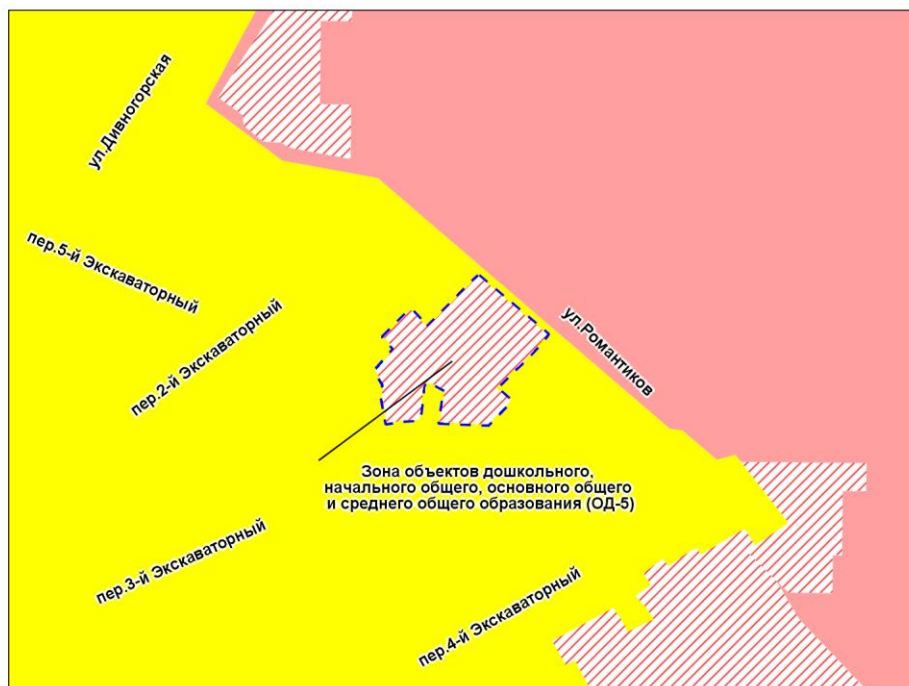 ул.Дивногорская
пер.5-й Экскаваторный
пер.2-й Экскаваторный
ул.Романтиков
Зона объектов дошкольного,
начального общего, основного общего
и среднего общего образования (ОД-5)
пер.3-й Экскаваторный
пер.4-й Экскаваторный